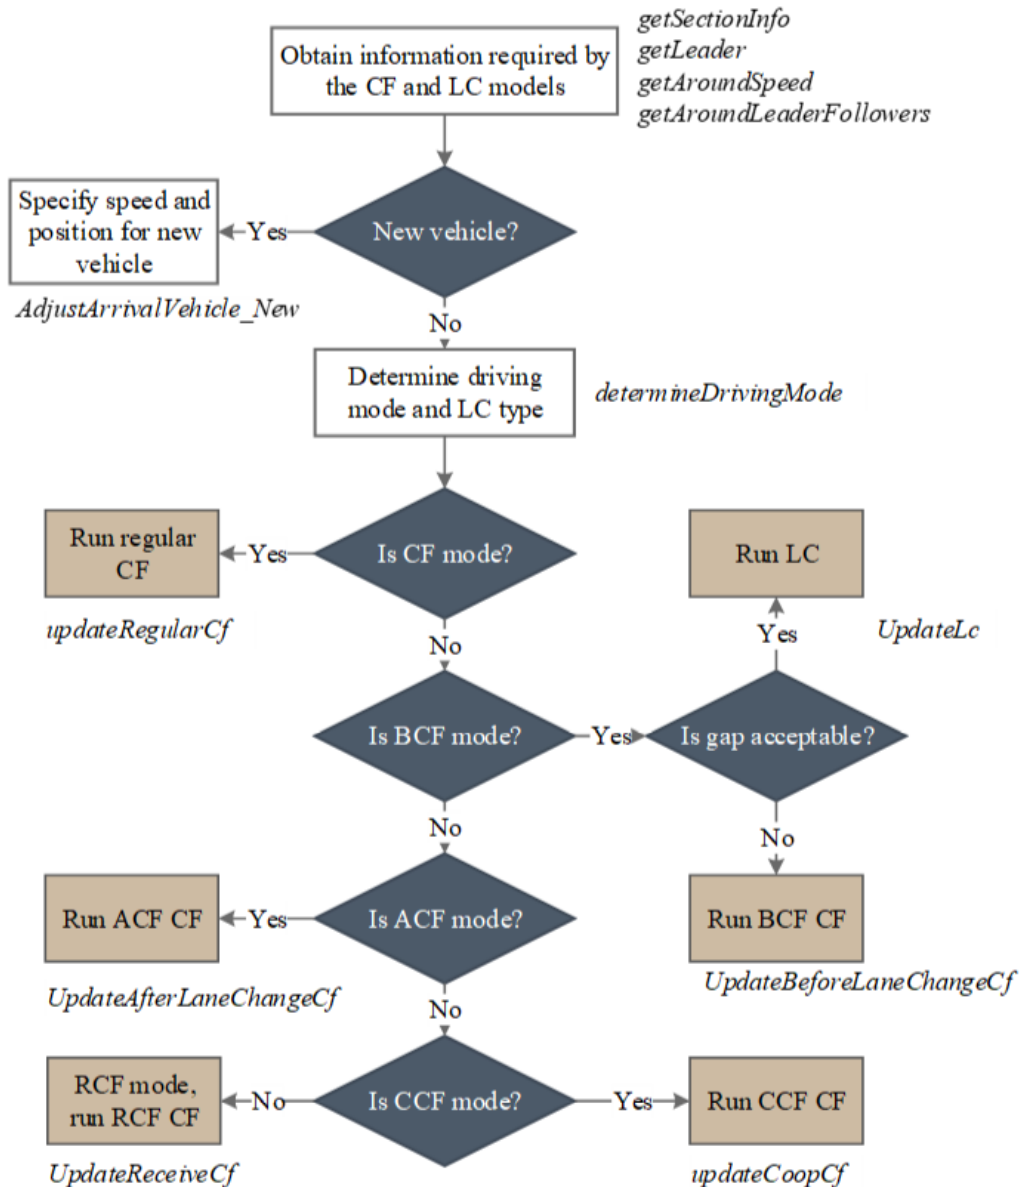 Obtain information required by
the CF and LC models
getSectionInfo
getLeader
getAroundSpeed
getAroundLeaderFollowers
New vehicle?
Yes
Specify speed and
position for new
vehicle
AdjustArrivalVehicle_New
No
Determine driving
mode and LC type
determineDrivingMode
Is CF mode?
Yes
Run regular
CF
updateRegularCf
No
Run LC
UpdateLc
Yes
Is BCF mode?
Yes
Is gap acceptable?
No
No
Run BCF CF
UpdateBeforeLaneChangeCf
Is ACF mode?
Yes
Run ACF CF
UpdateAfterLaneChangeCf
No
Is CCF mode?
No
RCF mode,
run RCF CF
UpdateReceiveCf
Yes
Run CCF CF
updateCoopCf